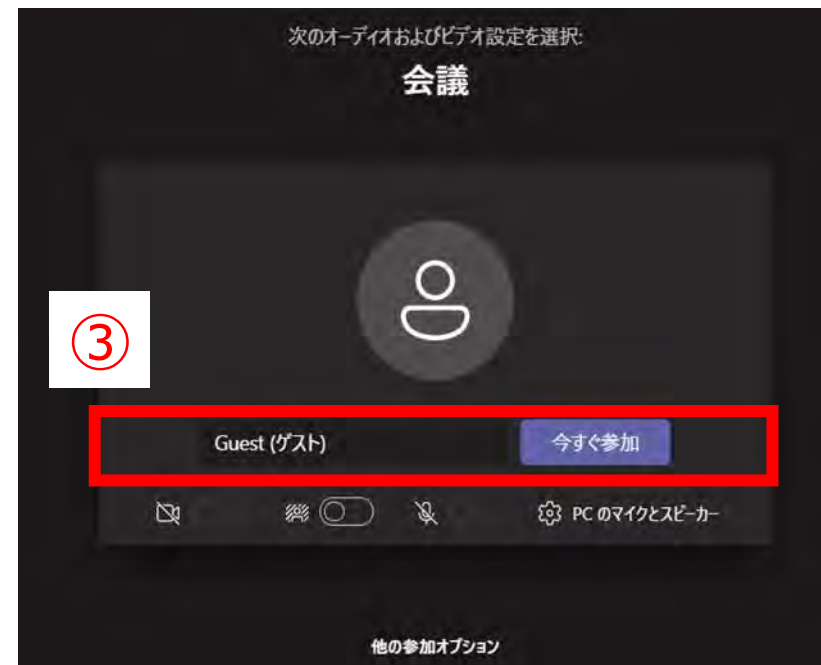 次のオーディオおよびビデオ設定を選択:
会議
③
Guest (ゲスト)
今すぐ参加
PC のマイクとスピーカー
他の参加オプション